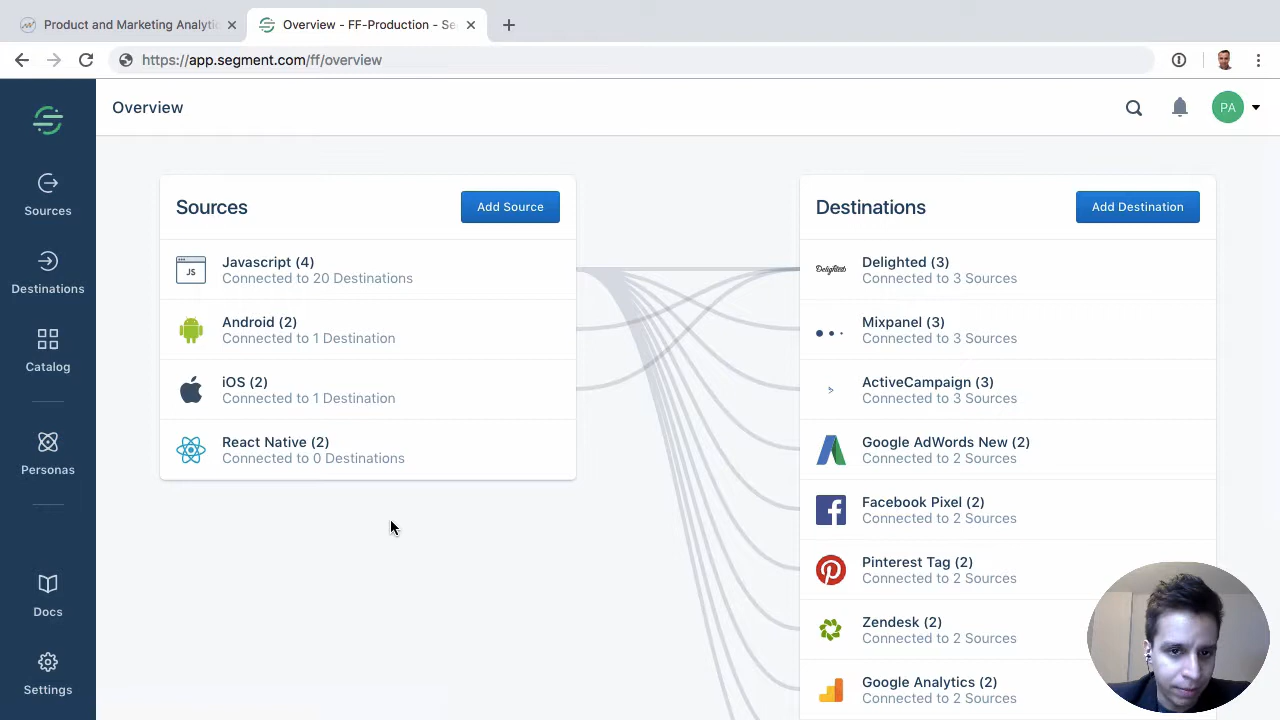 Product and Marketing Analyti
Overview - FF-Production - Se
https://app.segment.com/ff/overview
Overview
PA
Sources
Destinations
Catalog
Personas
Docs
Settings
Sources
Add Source
JS
Javascript (4)
Connected to 20 Destinations
Android (2)
Connected to 1 Destination
iOS (2)
Connected to 1 Destination
React Native (2)
Connected to 0 Destinations
Destinations
Add Destination
Delighted
Delighted (3)
Connected to 3 Sources
Mixpanel (3)
Connected to 3 Sources
ActiveCampaign (3)
Connected to 3 Sources
Google AdWords New (2)
Connected to 2 Sources
Facebook Pixel (2)
Connected to 2 Sources
Pinterest Tag (2)
Connected to 2 Sources
Zendesk (2)
Connected to 2 Sources
Google Analytics (2)
Connected to 2 Sources